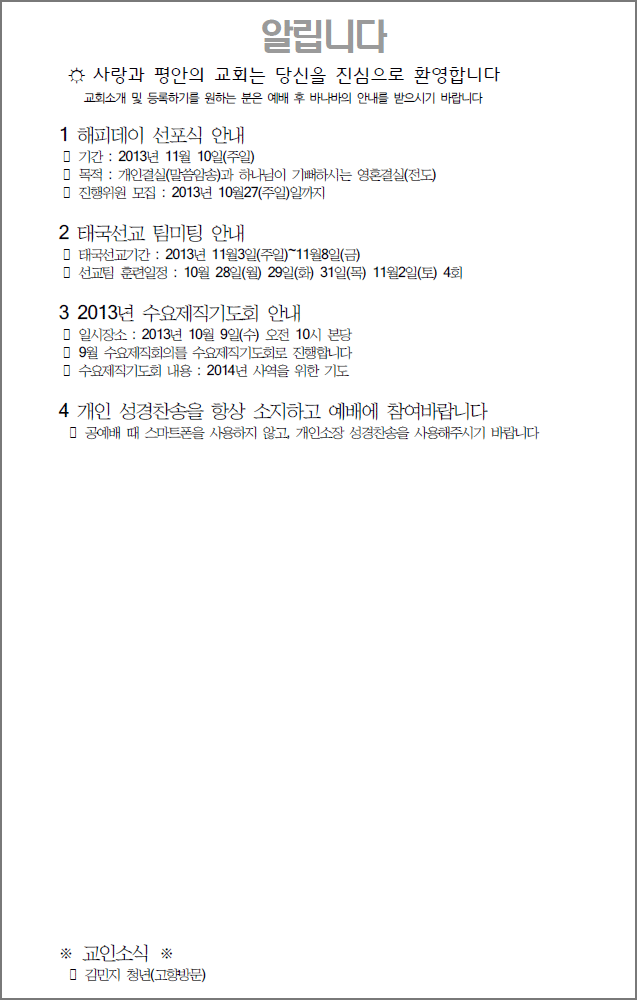 알립니다
☼ 사랑과 평안의 교회는 당신을 진심으로 환영합니다
교회소개 및 등록하기를 원하는 분은 예배 후 바나바의 안내를 받으시기 바랍니다
1 해피데이 선포식 안내
▯ 기간 : 2013년 11월 10일(주일)
▯ 목적 : 개인결실(말씀암송)과 하나님이 기뻐하시는 영혼결실(전도)
▯ 진행위원 모집 : 2013년 10월27(주일)일까지
2 태국선교 팀미팅 안내
▯ 태국선교기간 : 2013년 11월3일(주일)~11월8일(금)
▯ 선교팀 훈련일정 : 10월 28일(월) 29일(화) 31일(목) 11월2일(토) 4회
3 2013년 수요제직기도회 안내
▯ 일시장소 : 2013년 10월 9일(수) 오전 10시 본당
▯ 9월 수요제직회의를 수요제직기도회로 진행합니다
▯ 수요제직기도회 내용 : 2014년 사역을 위한 기도
4 개인 성경찬송을 항상 소지하고 예배에 참여바랍니다
▯ 공예배 때 스마트폰을 사용하지 않고, 개인소장 성경찬송을 사용해주시기 바랍니다
※ 교인소식 ※
▯ 김민지 청년(고향방문)